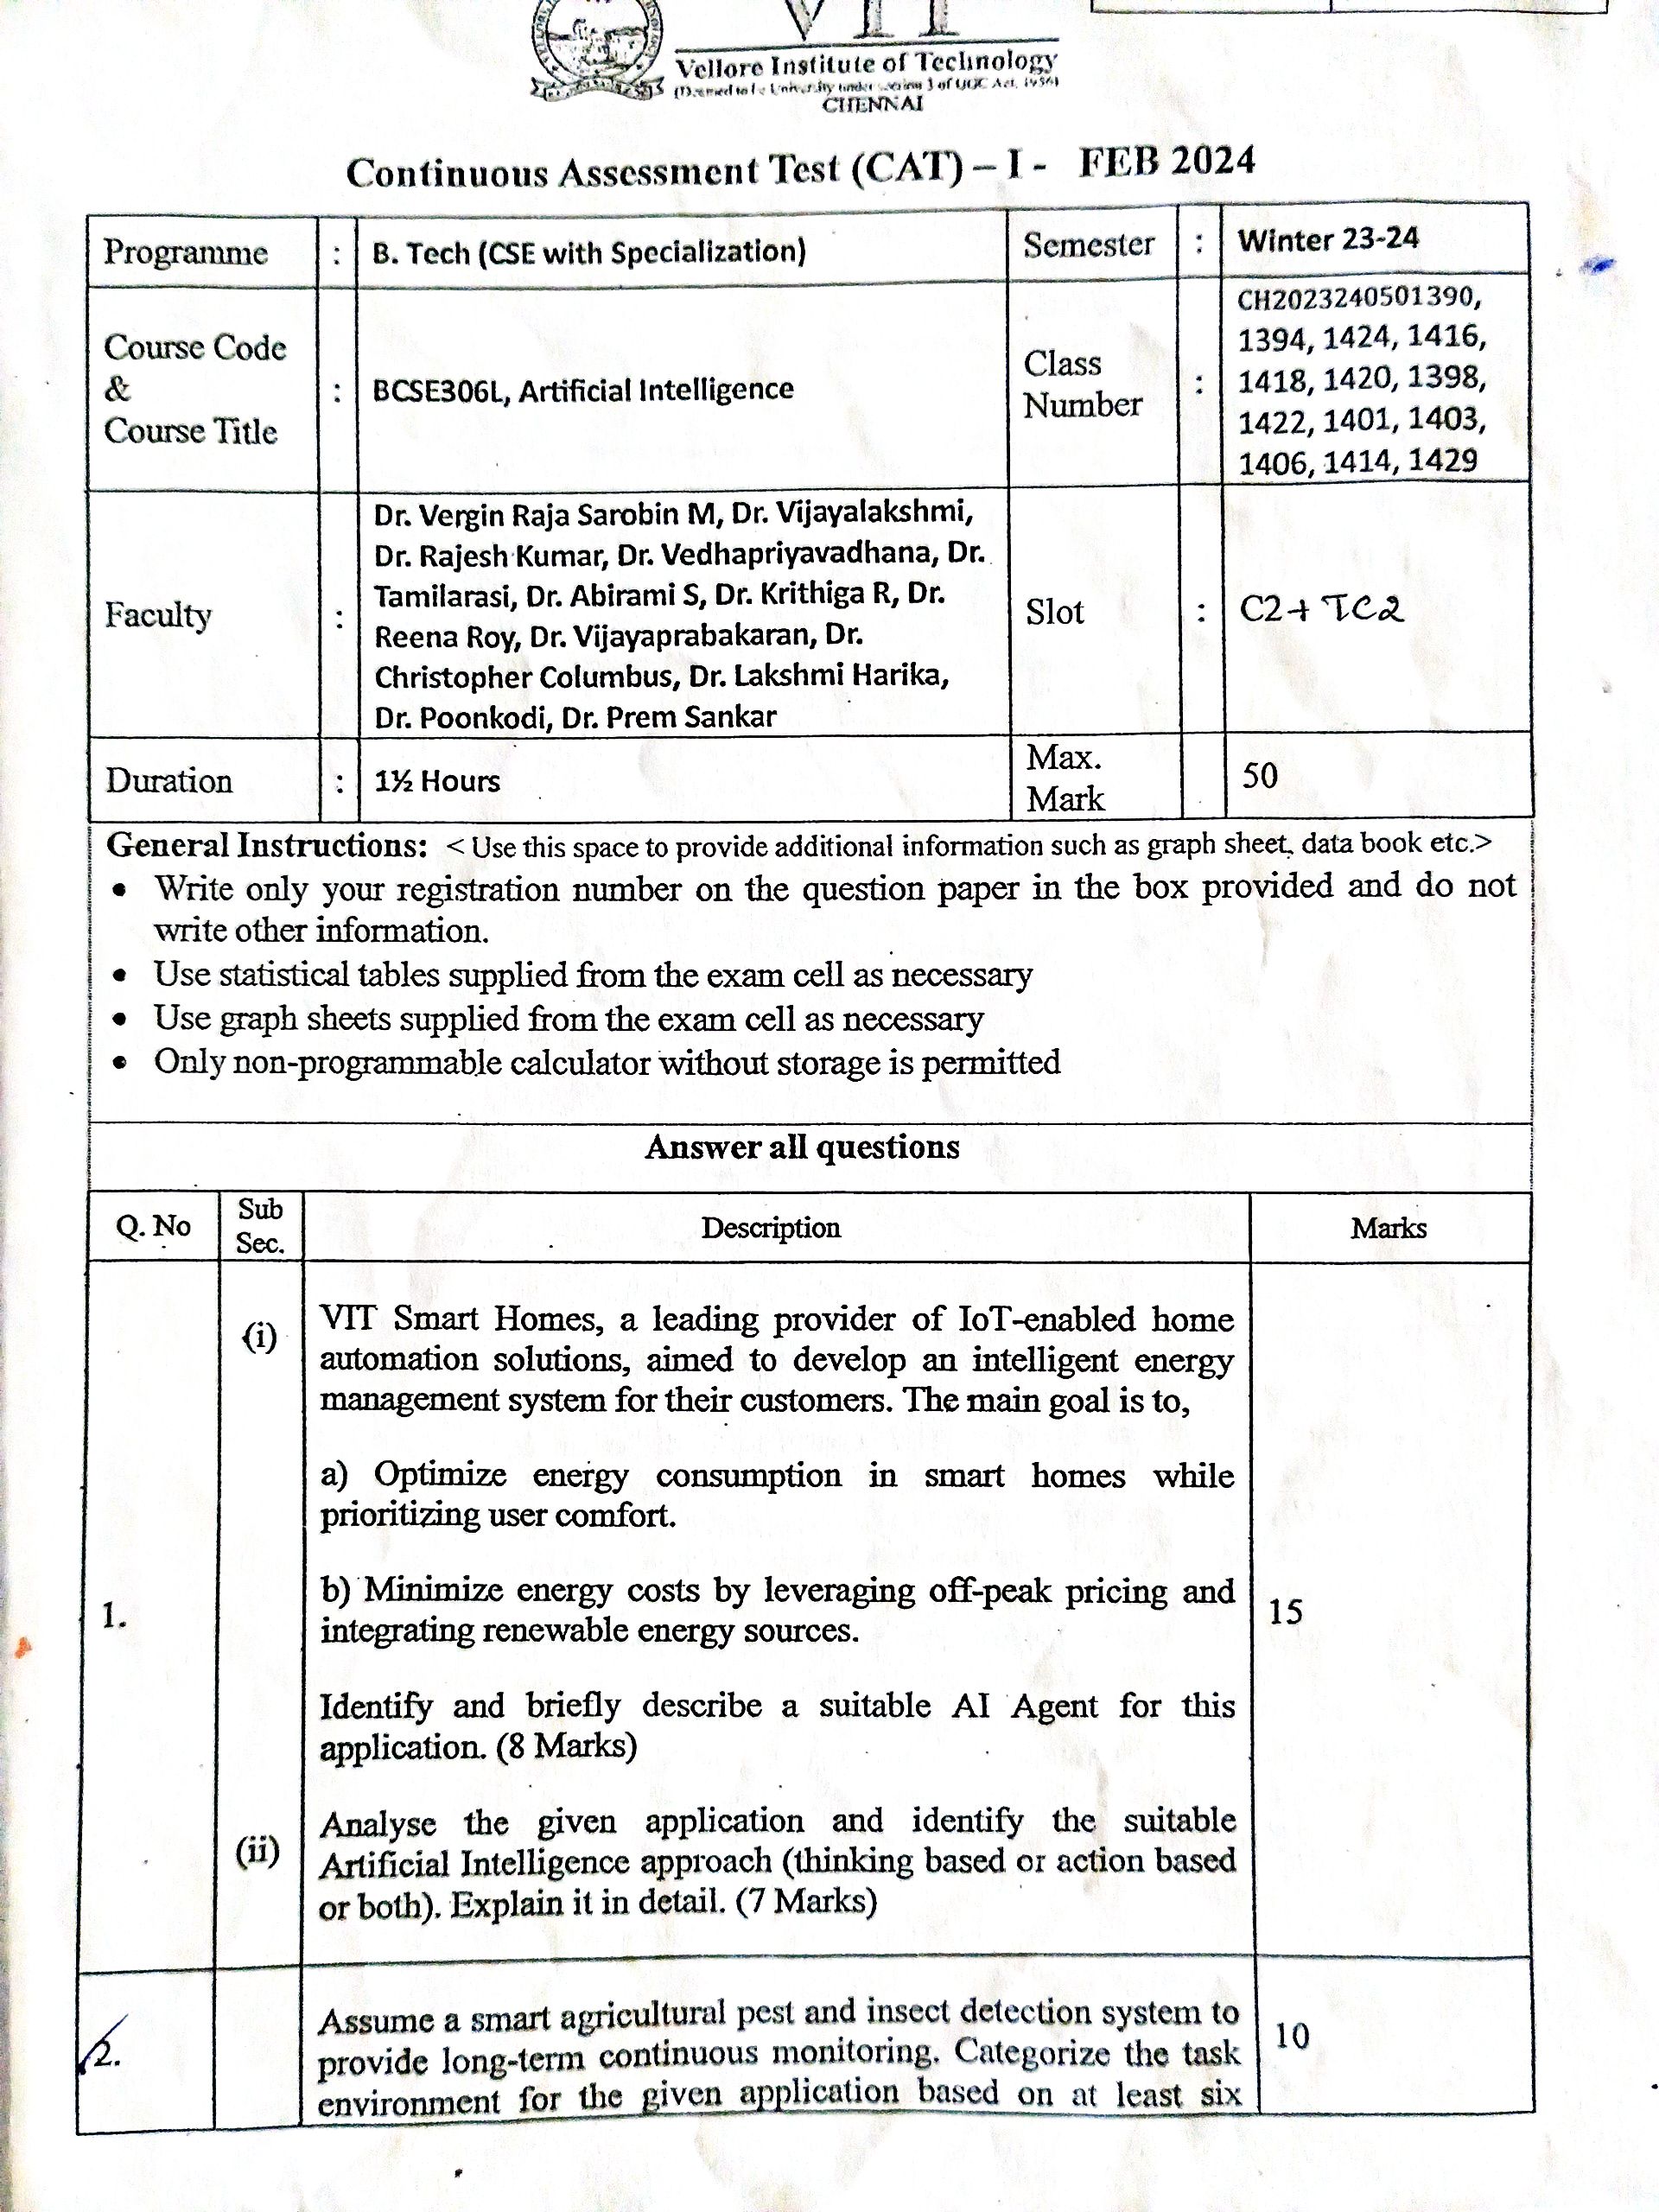 VIT
Vellore Institute of Technology
(Deemed to be University under section 3 of UGC Act, 1956)
CHENNAI
Continuous Assessment Test (CAT) – I - FEB 2024
Programme : B. Tech (CSE with Specialization) Semester : Winter 23-24
Course Code
&
Course Title
: BCSE306L, Artificial Intelligence
Class
Number
:
CH2023240501390,
1394, 1424, 1416,
1418, 1420, 1398,
1422, 1401, 1403,
1406, 1414, 1429
Faculty :
Dr. Vergin Raja Sarobin M, Dr. Vijayalakshmi,
Dr. Rajesh Kumar, Dr. Vedhapriyavadhana, Dr.
Tamilarasi, Dr. Abirami S, Dr. Krithiga R, Dr.
Reena Roy, Dr. Vijayaprabakaran, Dr.
Christopher Columbus, Dr. Lakshmi Harika,
Dr. Poonkodi, Dr. Prem Sankar
Slot : C2+TC2
Duration : 1½ Hours
Max.
Mark
50
General Instructions: < Use this space to provide additional information such as graph sheet, data book etc.>
• Write only your registration number on the question paper in the box provided and do not
write other information.
• Use statistical tables supplied from the exam cell as necessary
• Use graph sheets supplied from the exam cell as necessary
• Only non-programmable calculator without storage is permitted
Answer all questions
Q. No Sub Sec. Description Marks
1.
(i)
VIT Smart Homes, a leading provider of IoT-enabled home
automation solutions, aimed to develop an intelligent energy
management system for their customers. The main goal is to,
a) Optimize energy consumption in smart homes while
prioritizing user comfort.
b) Minimize energy costs by leveraging off-peak pricing and
integrating renewable energy sources.
15
Identify and briefly describe a suitable AI Agent for this
application. (8 Marks)
(ii)
Analyse the given application and identify the suitable
Artificial Intelligence approach (thinking based or action based
or both). Explain it in detail. (7 Marks)
2.
Assume a smart agricultural pest and insect detection system to
provide long-term continuous monitoring. Categorize the task
environment for the given application based on at least six
10